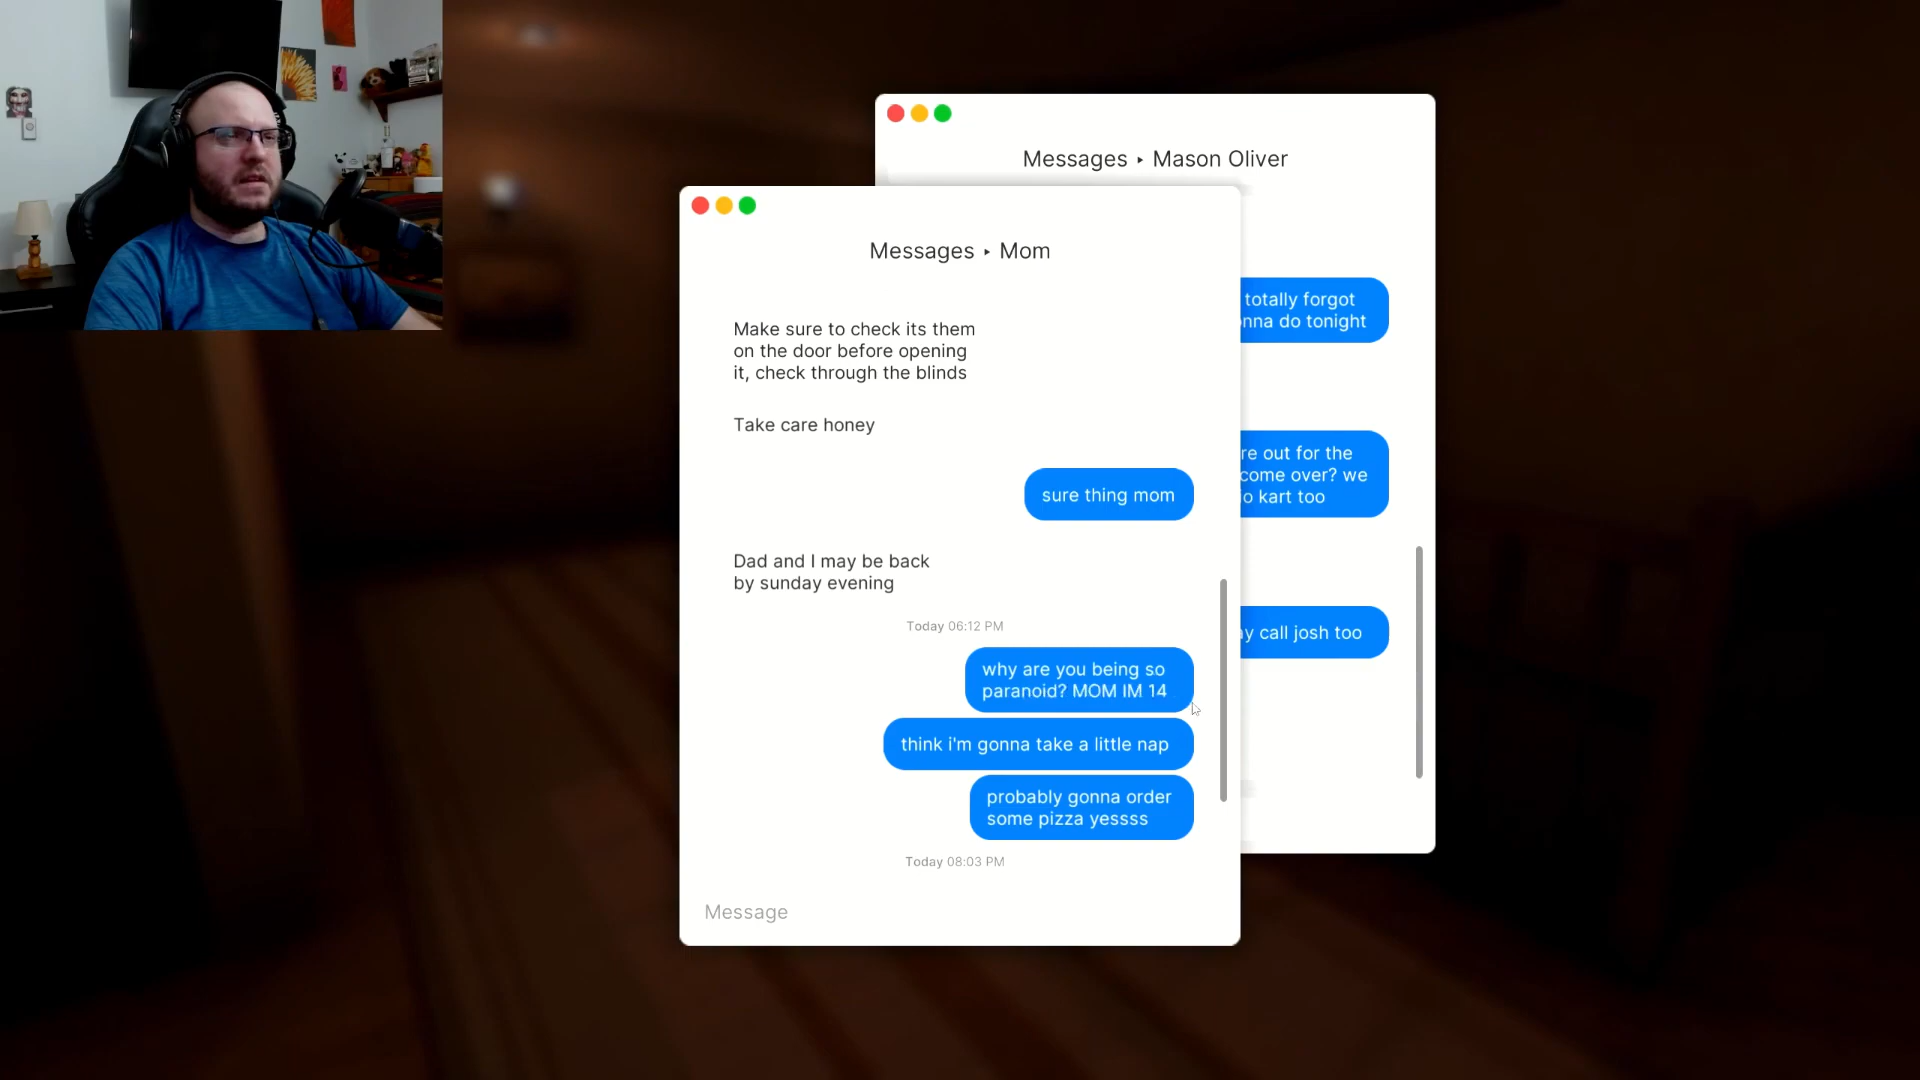 Messages ▸ Mason Oliver
totally forgot
nna do tonight
re out for the
come over? we
o kart too
ay call josh too
Messages ▸ Mom
Make sure to check its them
on the door before opening
it, check through the blinds
Take care honey
sure thing mom
Dad and I may be back
by sunday evening
Today 06:12 PM
why are you being so
paranoid? MOM IM 14
think i'm gonna take a little nap
probably gonna order
some pizza yessss
Today 08:03 PM
Message